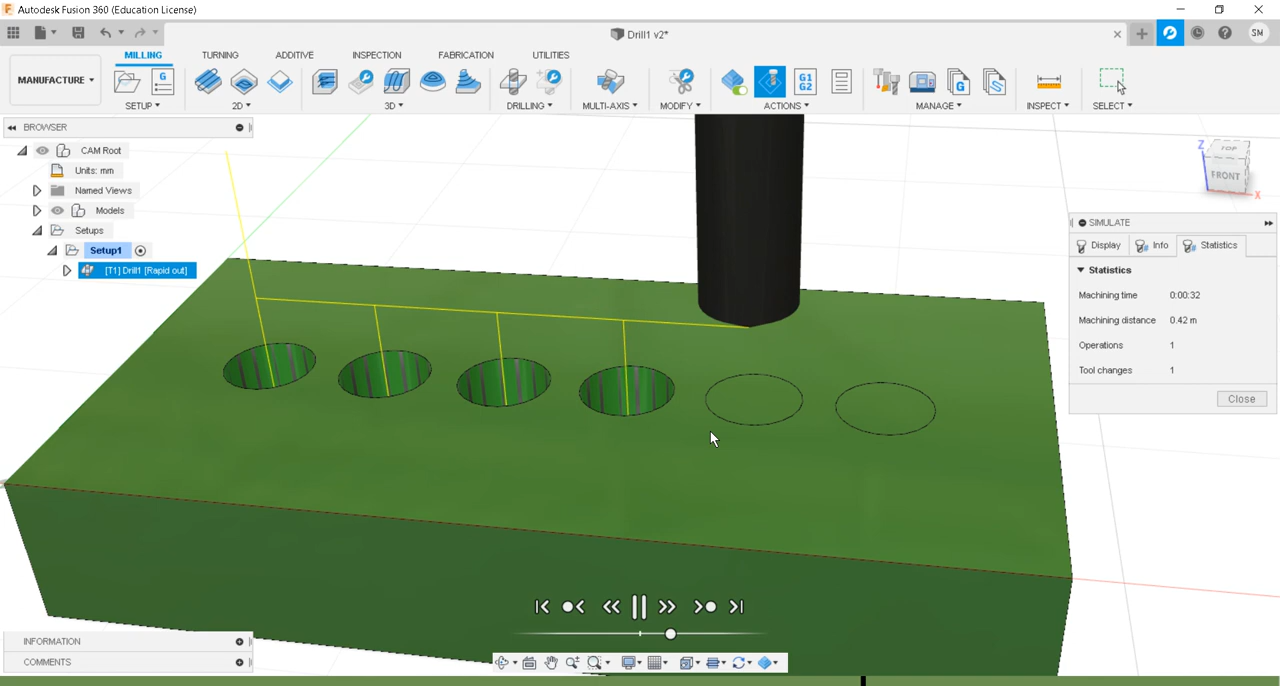 Autodesk Fusion 360 (Education License)
Drill1 v2*
SM
MILLING TURNING ADDITIVE INSPECTION FABRICATION UTILITIES
MANUFACTURE
G
G1
G2
G
S
SETUP 2D 3D DRILLING MULTI-AXIS MODIFY ACTIONS MANAGE INSPECT SELECT
BROWSER
CAM Root
Units: mm
Named Views
Models
Setups
Setup1
[T1] Drill1 [Rapid out]
Z
TOP
FRONT
X
SIMULATE
Display Info Statistics
Statistics
Machining time 0:00:32
Machining distance 0.42 m
Operations 1
Tool changes 1
Close
INFORMATION
COMMENTS